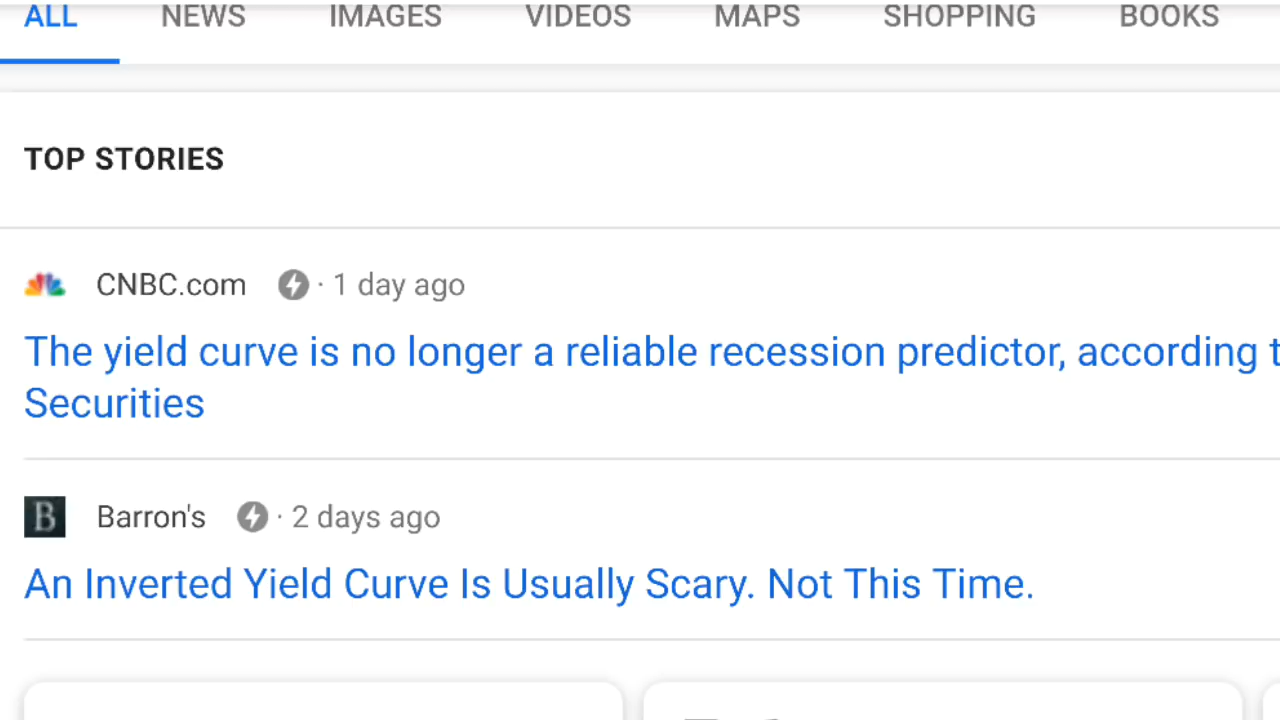 ALL NEWS IMAGES VIDEOS MAPS SHOPPING BOOKS
TOP STORIES
CNBC.com · 1 day ago
The yield curve is no longer a reliable recession predictor, according
Securities
B Barron's · 2 days ago
An Inverted Yield Curve Is Usually Scary. Not This Time.